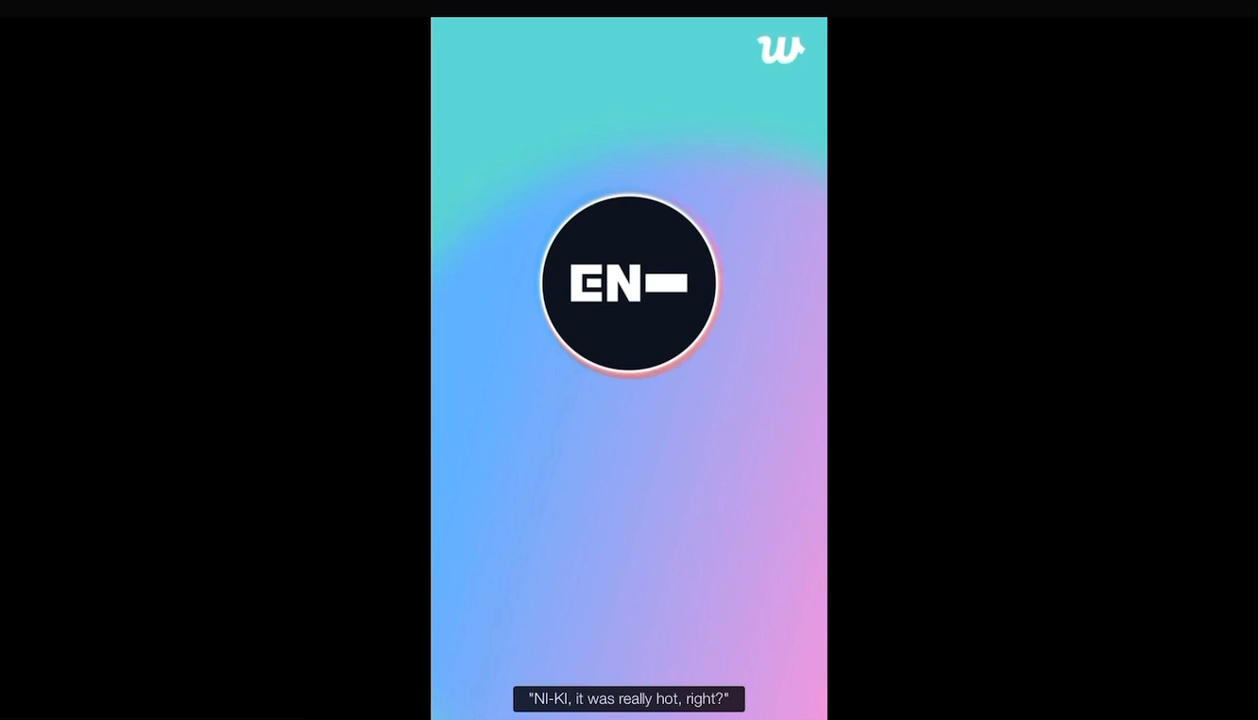 w
EN-
"NI-KI, it was really hot, right?"